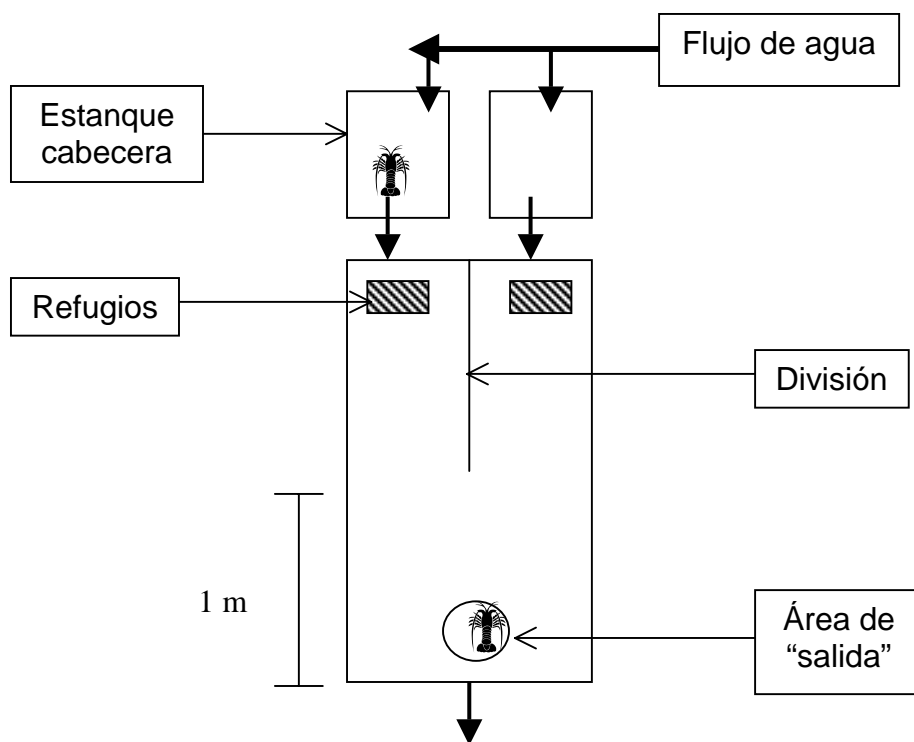 Flujo de agua
Estanque
cabecera
Refugios
División
1 m
Área de
“salida”